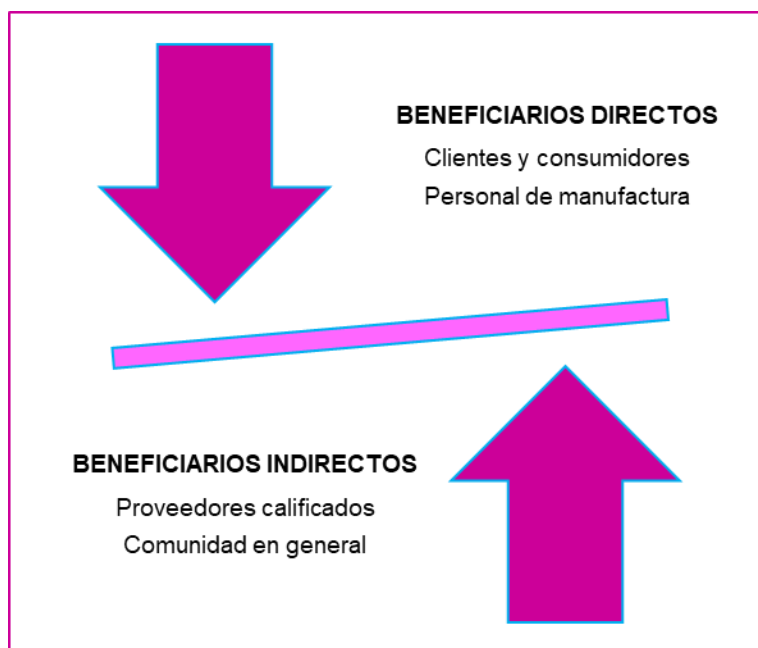 BENEFICIARIOS DIRECTOS
Clientes y consumidores
Personal de manufactura
BENEFICIARIOS INDIRECTOS
Proveedores calificados
Comunidad en general